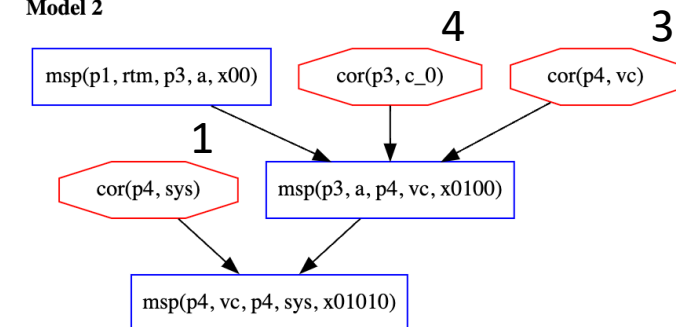 Model 2
4
3
msp(p1, rtm, p3, a, x00)
cor(p3, c_0)
cor(p4, vc)
1
cor(p4, sys)
msp(p3, a, p4, vc, x0100)
msp(p4, vc, p4, sys, x01010)